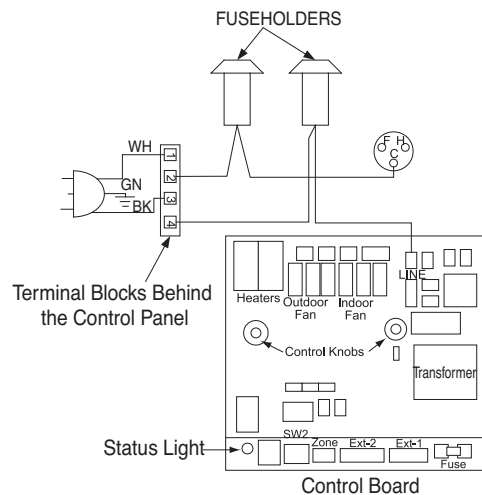 FUSEHOLDERS
WH
GN
BK
1
2
3
4
F H
C
Terminal Blocks Behind
the Control Panel
Heaters
Outdoor
Fan
Indoor
Fan
LINE
Control Knobs
Transformer
Status Light
SW2
Zone
Ext-2
Ext-1
Fuse
Control Board